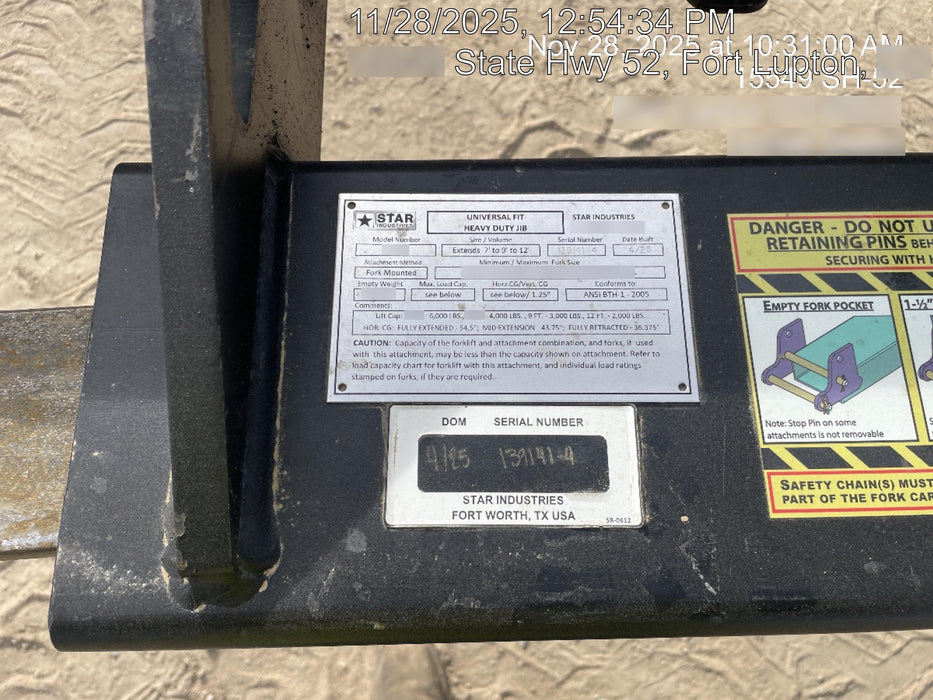 11/28/2025, 12:54:34 PM
Nov 28, 2025 at 10:31:00 AM
State Hwy 52, Fort Lupton,
15549 SH-52
STAR INDUSTRIES
UNIVERSAL FIT
HEAVY DUTY JIB
STAR INDUSTRIES
Model Number Size / Volume Serial Number Date Built
Extends 7' to 9' to 12' 139141-4 4/25
Attachment Method Minimum / Maximum Fork Size
Fork Mounted
Empty Weight Max. Load Cap. Horz.CG/Vert. CG Conforms to:
see below see below/ 1.25" ANSI BTH-1 - 2005
Comments:
Lift Cap: 6,000 LBS., 4,000 LBS., 9 FT. - 3,000 LBS., 12 FT. - 2,000 LBS.
HOR. CG: FULLY EXTENDED - 54.5"; MID EXTENSION - 43.75"; FULLY RETRACTED - 36.375"
CAUTION: Capacity of the forklift and attachment combination, and forks, if used
with this attachment, may be less than the capacity shown on attachment. Refer to
load capacity chart for forklift with this attachment, and individual load ratings
stamped on forks, if they are required.
DOM SERIAL NUMBER
4/25 139141-4
STAR INDUSTRIES
FORT WORTH, TX USA
SR-0612
DANGER - DO NOT U
RETAINING PINS BEH
SECURING WITH H
EMPTY FORK POCKET
1-½"
Note: Stop Pin on some
attachments is not removable
SAFETY CHAIN(S) MUST
PART OF THE FORK CAR